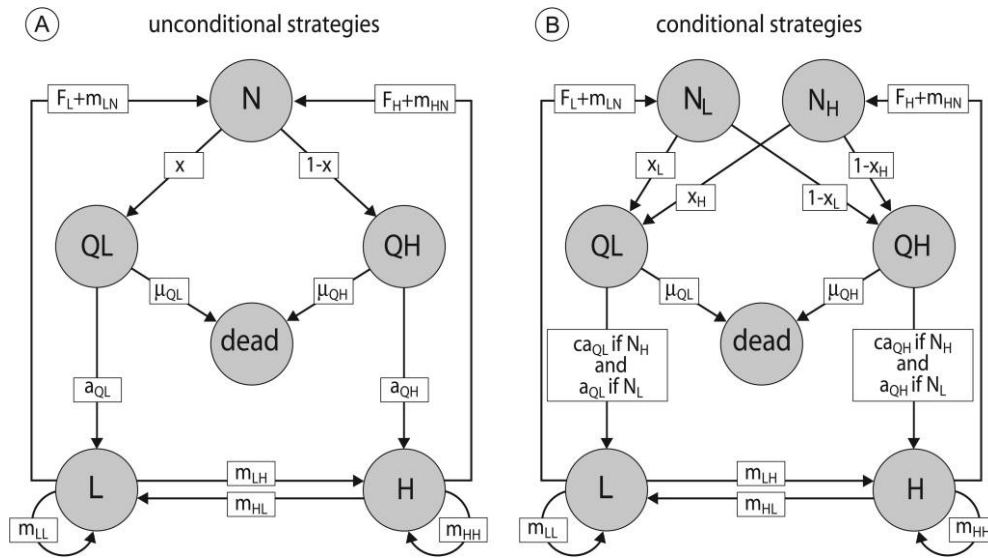 A unconditional strategies
N
F_L+m_LN
F_H+m_HN
x
1-x
QL
QH
μ_QL
μ_QH
dead
a_QL
a_QH
L
H
m_LH
m_HL
m_LL
m_HH
B conditional strategies
N_L
N_H
F_L+m_LN
F_H+m_HN
x_L
1-x_H
x_H
1-x_L
QL
QH
μ_QL
μ_QH
dead
ca_QL if N_H
and
a_QL if N_L
ca_QH if N_H
and
a_QH if N_L
L
H
m_LH
m_HL
m_LL
m_HH